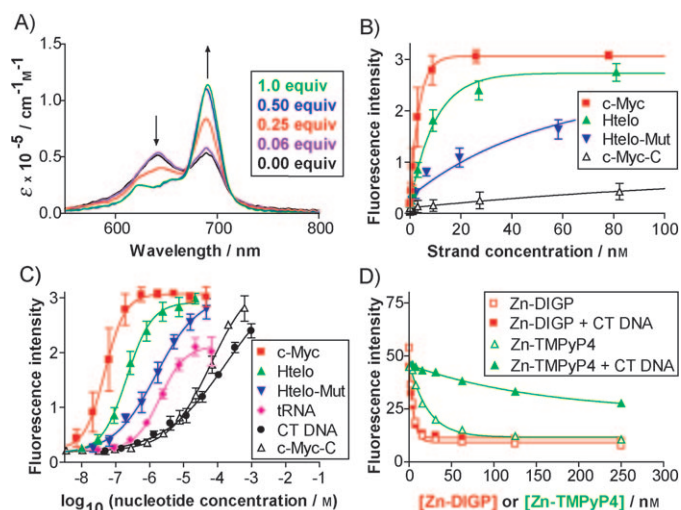 A)
1.5
1.0
0.5
0.0
ε x 10⁻⁵ / cm⁻¹M⁻¹
600
700
800
Wavelength / nm
1.0 equiv
0.50 equiv
0.25 equiv
0.06 equiv
0.00 equiv
B)
3
2
1
0
Fluorescence intensity
0
20
40
60
80
100
Strand concentration / nM
c-Myc
Htelo
Htelo-Mut
c-Myc-C
C)
3
2
1
0
Fluorescence intensity
-8
-7
-6
-5
-4
-3
-2
-1
0
log₁₀ (nucleotide concentration / M)
c-Myc
Htelo
Htelo-Mut
tRNA
CT DNA
c-Myc-C
D)
75
50
25
0
Fluorescence intensity
0
50
100
150
200
250
300
[Zn-DIGP] or [Zn-TMPyP4] / nM
Zn-DIGP
Zn-DIGP + CT DNA
Zn-TMPyP4
Zn-TMPyP4 + CT DNA